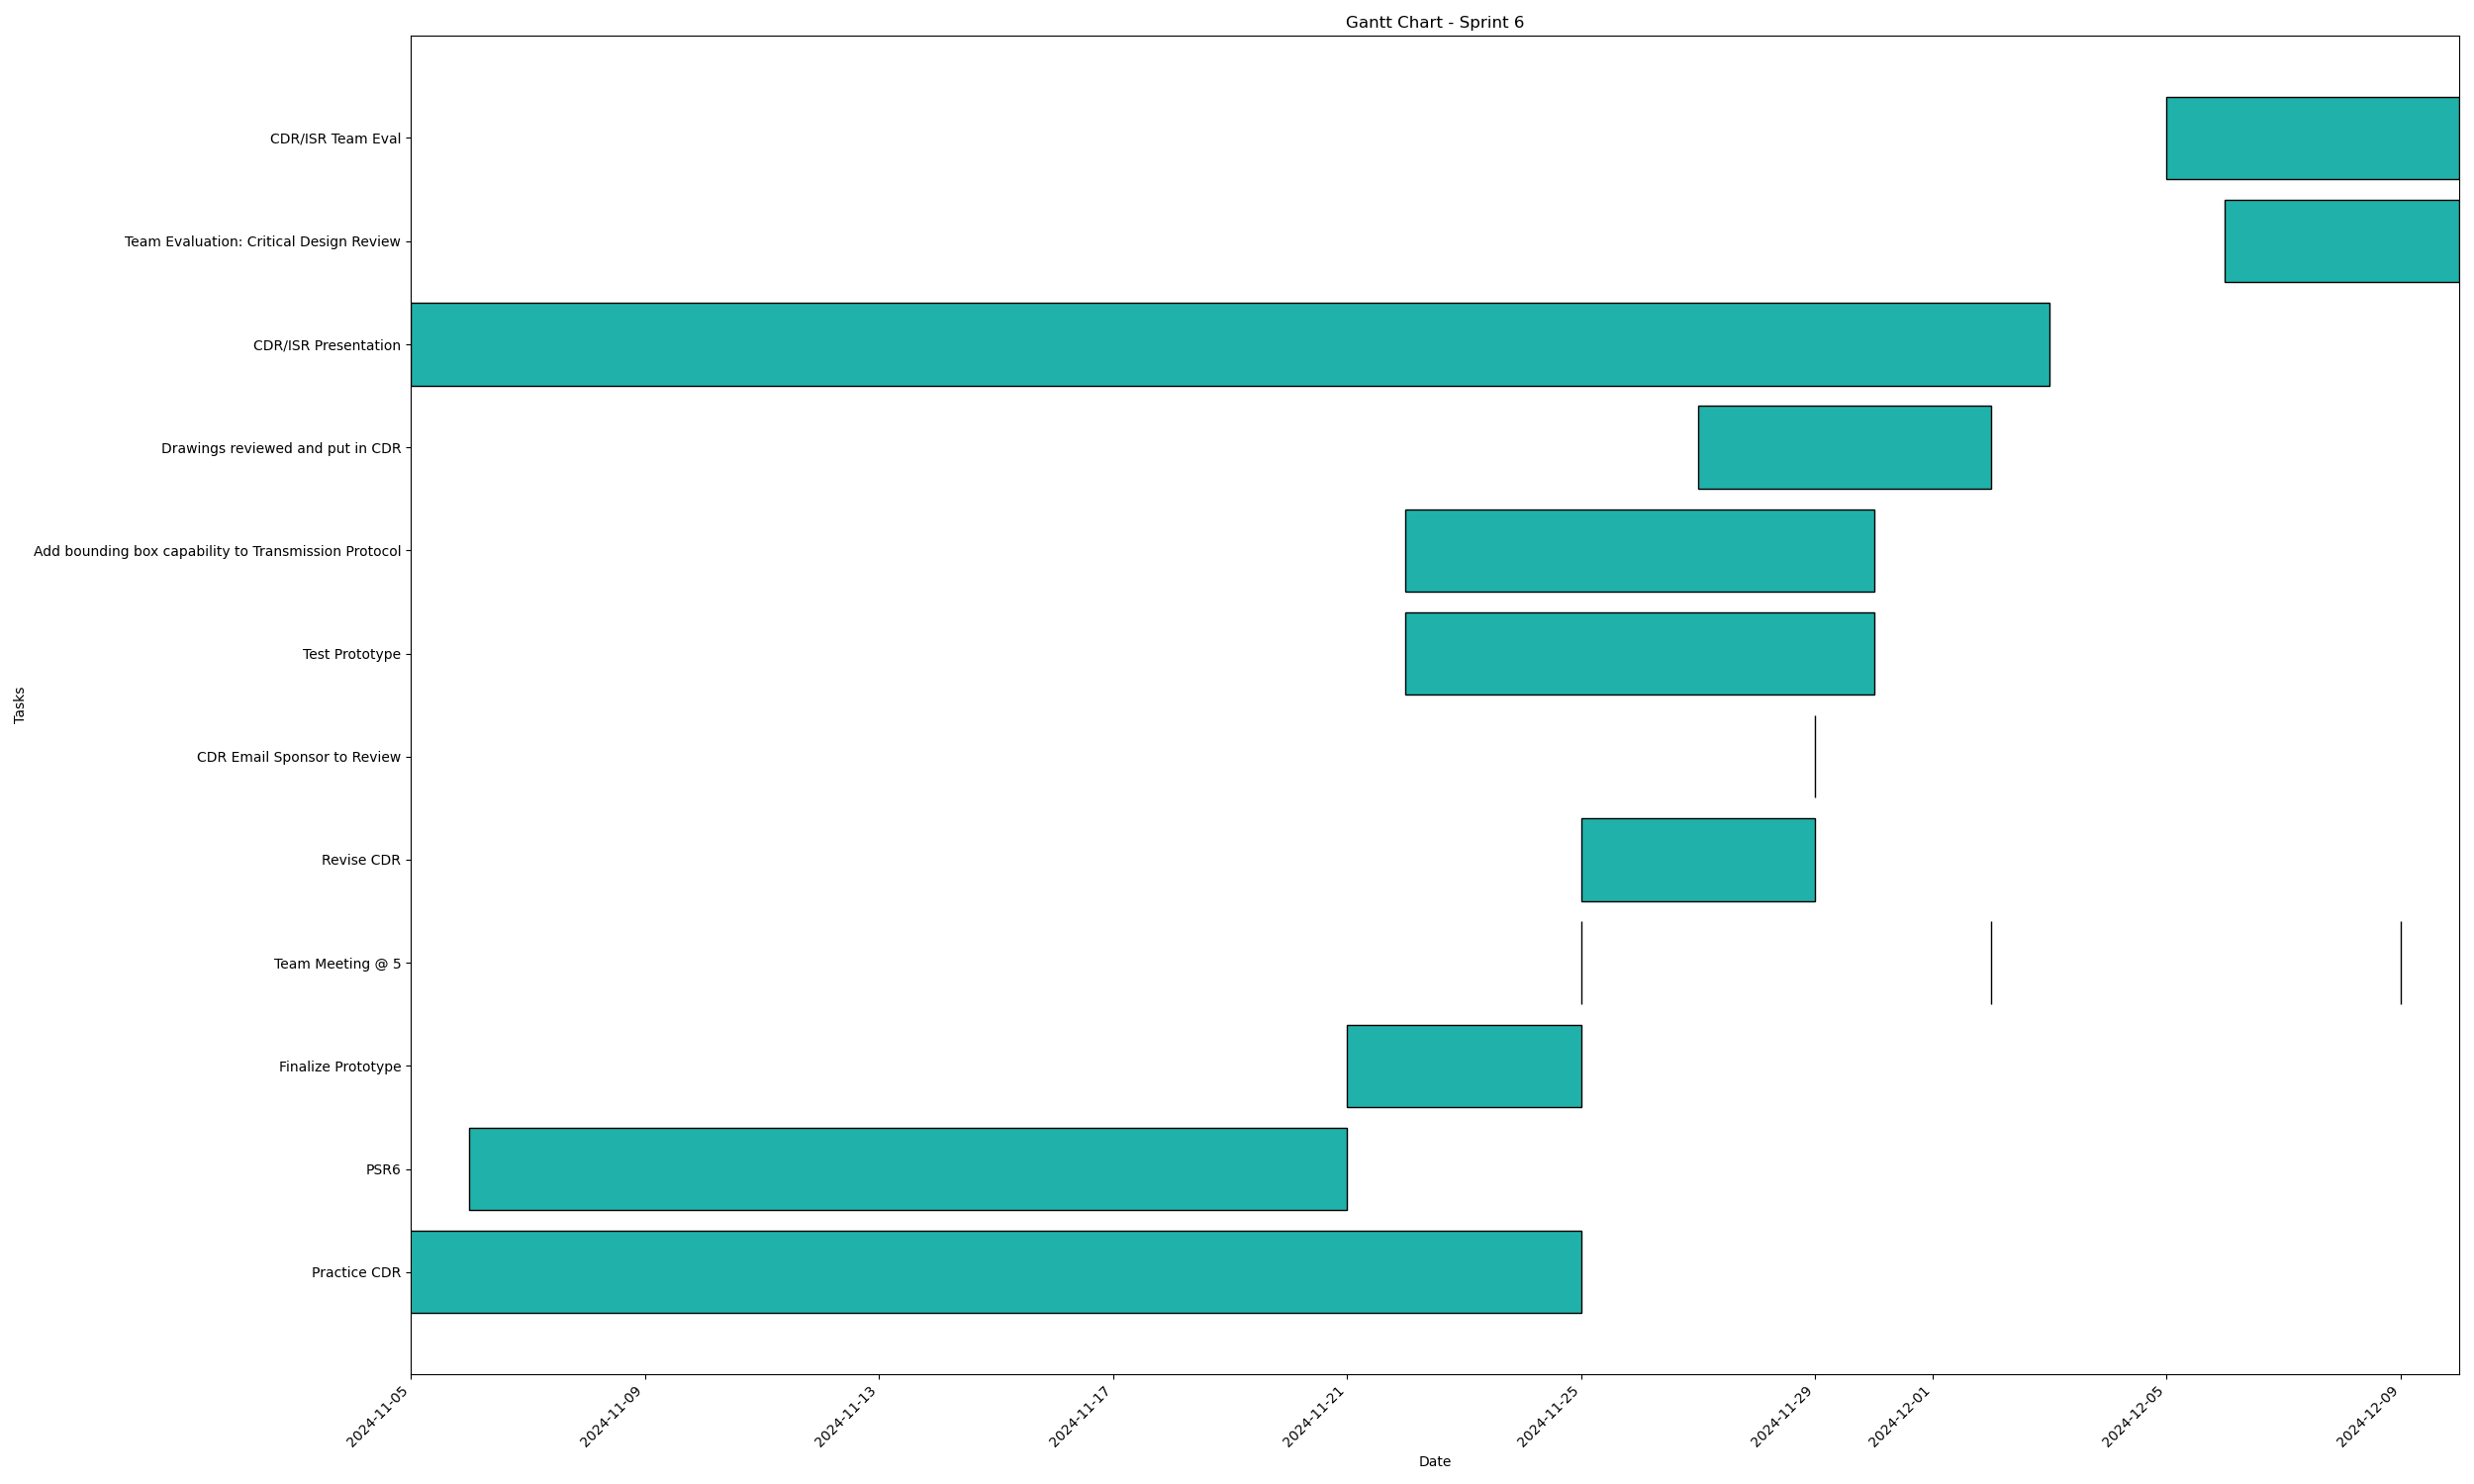 Gantt Chart - Sprint 6
CDR/ISR Team Eval
Team Evaluation: Critical Design Review
CDR/ISR Presentation
Drawings reviewed and put in CDR
Add bounding box capability to Transmission Protocol
Test Prototype
CDR Email Sponsor to Review
Revise CDR
Team Meeting @ 5
Finalize Prototype
PSR6
Practice CDR
Tasks
2024-11-05
2024-11-09
2024-11-13
2024-11-17
2024-11-21
2024-11-25
2024-11-29
2024-12-01
2024-12-05
2024-12-09
Date